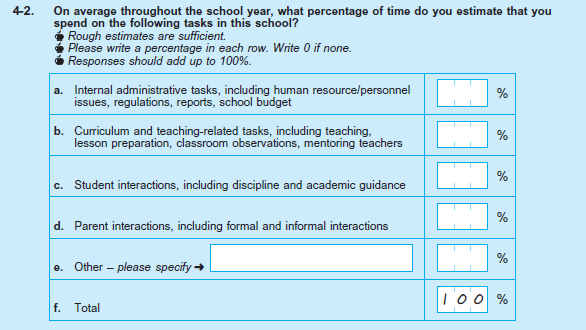 4-2. On average throughout the school year, what percentage of time do you estimate that you
spend on the following tasks in this school?
Rough estimates are sufficient.
Please write a percentage in each row. Write 0 if none.
Responses should add up to 100%.
a. Internal administrative tasks, including human resource/personnel
issues, regulations, reports, school budget
%
b. Curriculum and teaching-related tasks, including teaching,
lesson preparation, classroom observations, mentoring teachers
%
c. Student interactions, including discipline and academic guidance
%
d. Parent interactions, including formal and informal interactions
%
e. Other – please specify ➔
%
f. Total
100 %